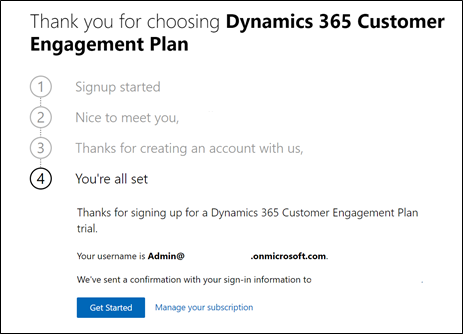 Thank you for choosing Dynamics 365 Customer
Engagement Plan
1 Signup started
2 Nice to meet you,
3 Thanks for creating an account with us,
4 You're all set
Thanks for signing up for a Dynamics 365 Customer Engagement Plan
trial.
Your username is Admin@ .onmicrosoft.com.
We've sent a confirmation with your sign-in information to .
Get Started Manage your subscription